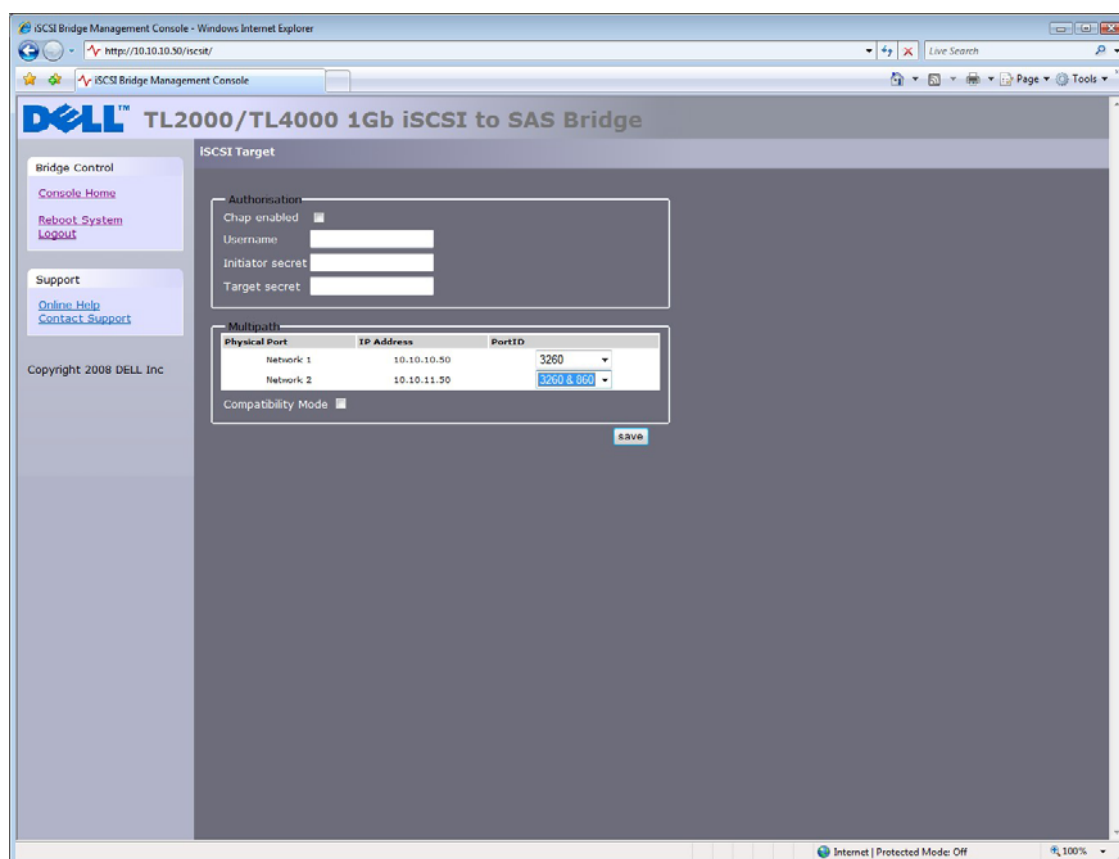 iSCSI Bridge Management Console - Windows Internet Explorer
http://10.10.10.50/iscsit/
Live Search
iSCSI Bridge Management Console
Page
Tools
DELL™ TL2000/TL4000 1Gb iSCSI to SAS Bridge
iSCSI Target
Bridge Control
Console Home
Reboot System
Logout
Support
Online Help
Contact Support
Copyright 2008 DELL Inc
Authorisation
Chap enabled
Username
Initiator secret
Target secret
Multipath
Physical Port IP Address PortID
Network 1 10.10.10.50 3260
Network 2 10.10.11.50 3260 & 860
Compatibility Mode
save
Internet | Protected Mode: Off
100%